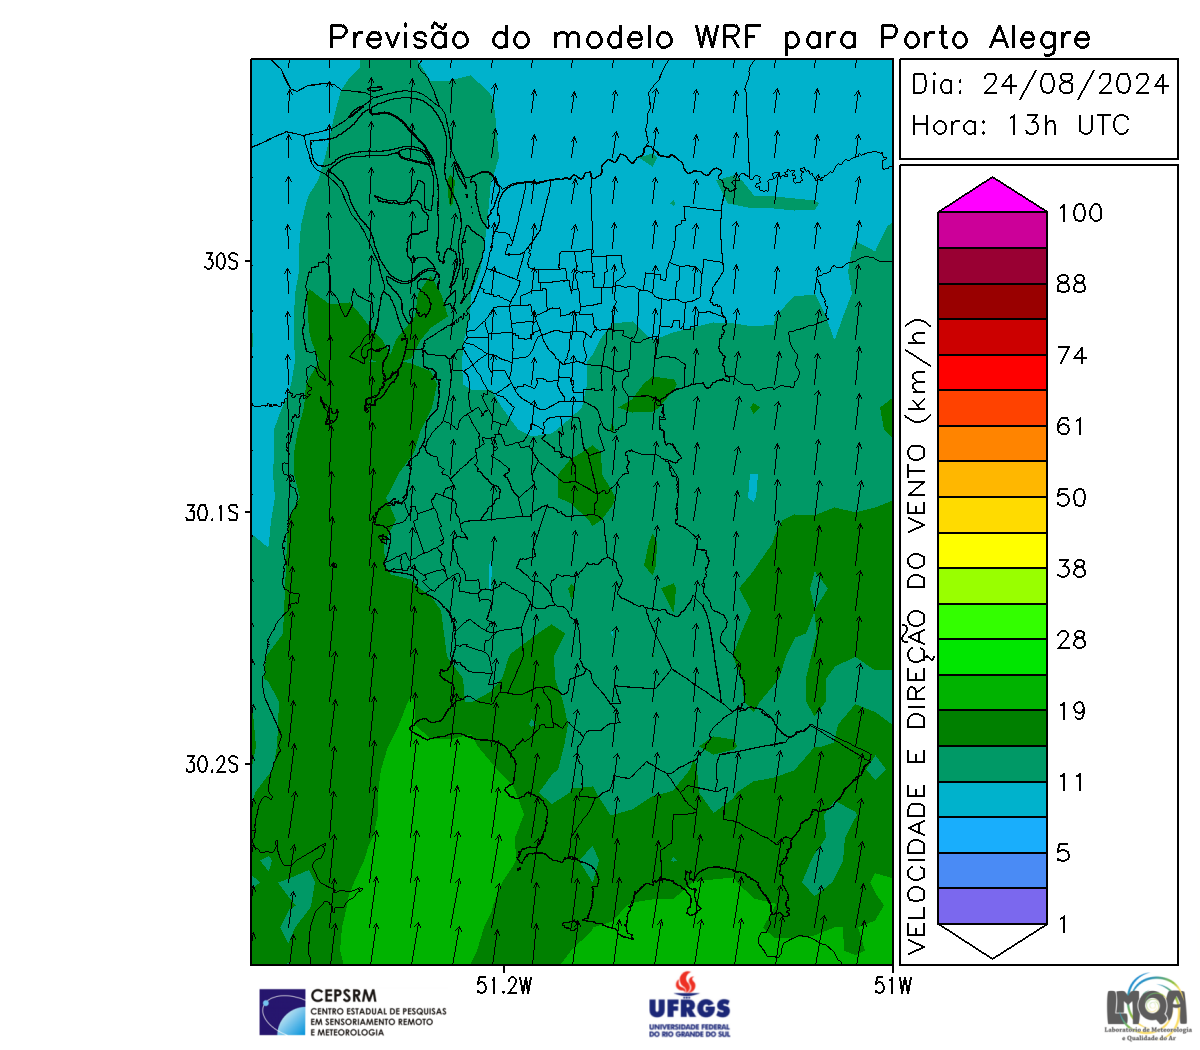 Previsão do modelo WRF para Porto Alegre
Dia: 24/08/2024
Hora: 13h UTC
100
88
74
61
50
38
28
19
11
5
1
VELOCIDADE E DIREÇÃO DO VENTO (km/h)
30S
30.1S
30.2S
51.2W
51W
CEPSRM
CENTRO ESTADUAL DE PESQUISAS
EM SENSORIAMENTO REMOTO
E METEOROLOGIA
UFRGS
UNIVERSIDADE FEDERAL
DO RIO GRANDE DO SUL
LMQA
Laboratório de Meteorologia
e Qualidade do Ar